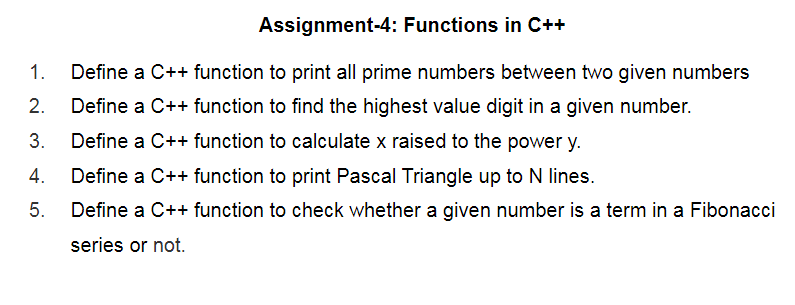 Assignment-4: Functions in C++
1. Define a C++ function to print all prime numbers between two given numbers
2. Define a C++ function to find the highest value digit in a given number.
3. Define a C++ function to calculate x raised to the power y.
4. Define a C++ function to print Pascal Triangle up to N lines.
5. Define a C++ function to check whether a given number is a term in a Fibonacci
series or not.